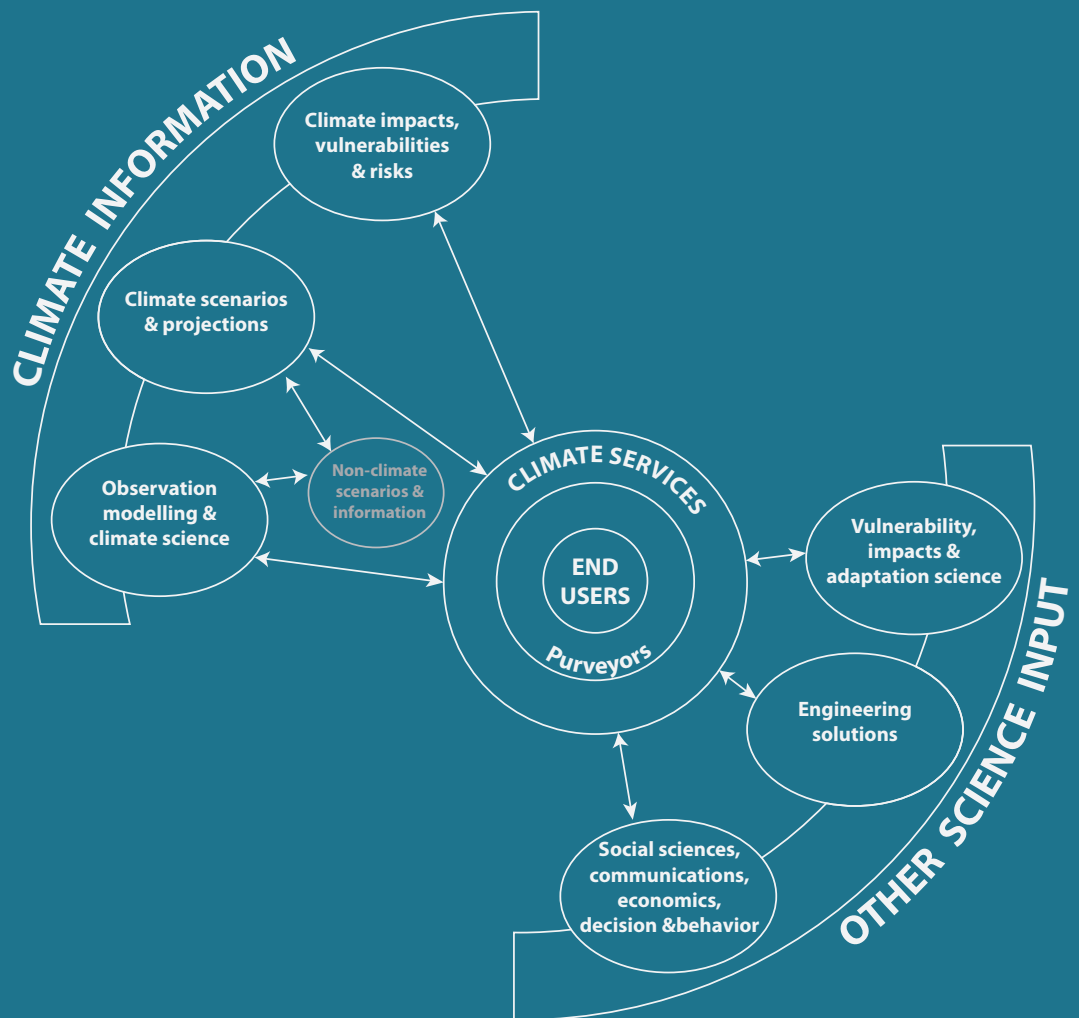 CLIMATE INFORMATION
Climate impacts,
vulnerabilities
& risks
Climate scenarios
& projections
Non-climate
scenarios &
information
Observation
modelling &
climate science
CLIMATE SERVICES
END
USERS
Purveyors
Vulnerability,
impacts &
adaptation science
Engineering
solutions
Social sciences,
communications,
economics,
decision &behavior
OTHER SCIENCE INPUT